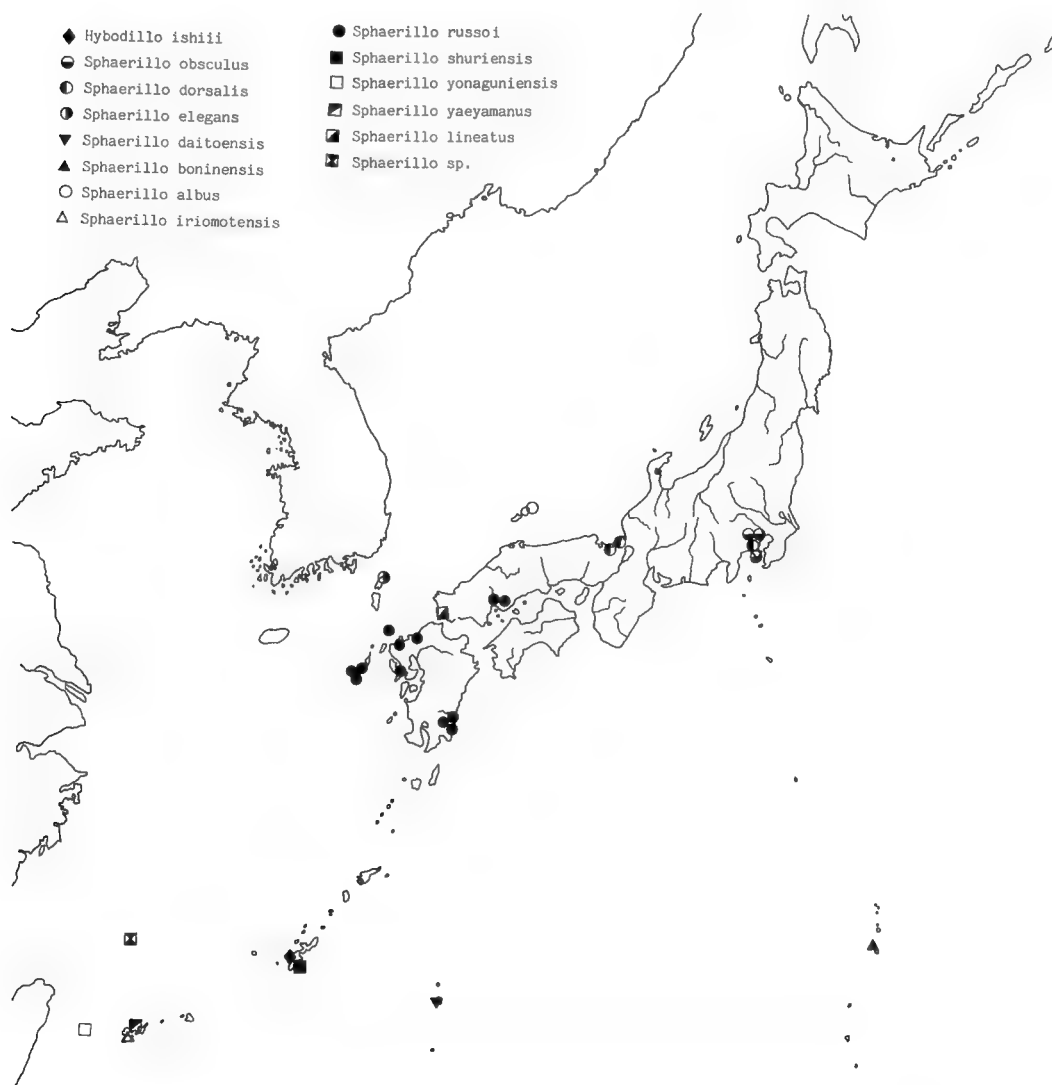 Hybodillo ishiii
Sphaerillo obsculus
Sphaerillo dorsalis
Sphaerillo elegans
Sphaerillo daitoensis
Sphaerillo boninensis
Sphaerillo albus
Sphaerillo iriomotensis
Sphaerillo russoi
Sphaerillo shuriensis
Sphaerillo yonaguniensis
Sphaerillo yaeyamanus
Sphaerillo lineatus
Sphaerillo sp.